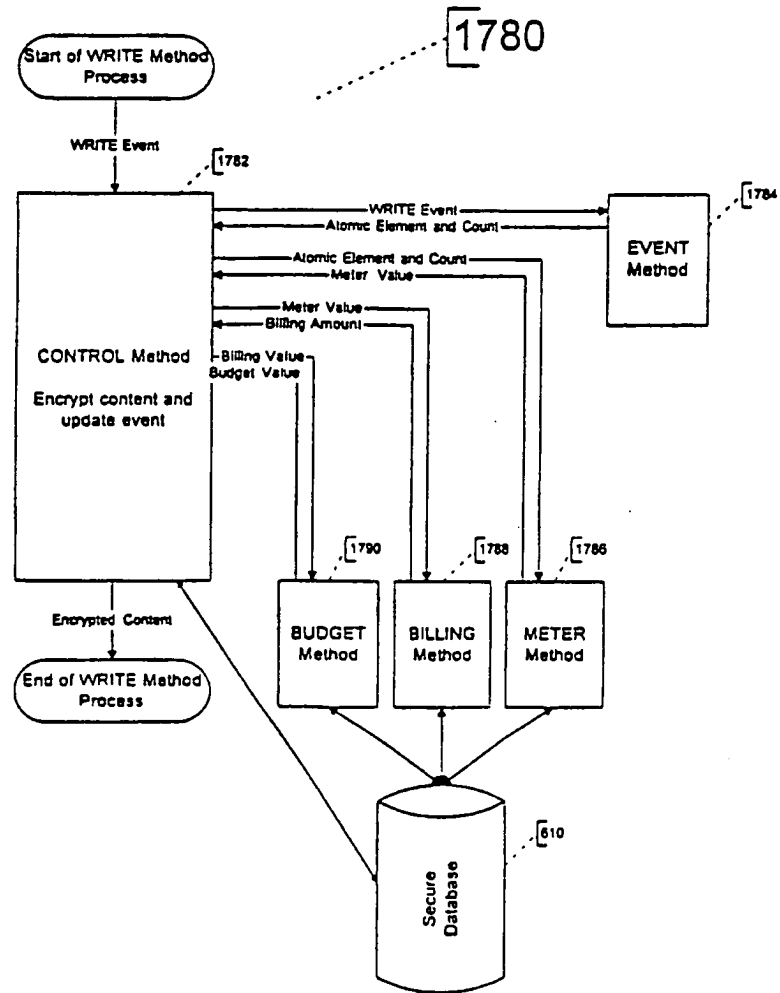 1780
Start of WRITE Method
Process
WRITE Event
1782
WRITE Event
Atomic Element and Count
1784
EVENT
Method
Atomic Element and Count
Meter Value
Meter Value
Billing Amount
CONTROL Method
Encrypt content and
update event
Billing Value
Budget Value
1790
1788
1786
BUDGET
Method
BILLING
Method
METER
Method
Encrypted Content
End of WRITE Method
Process
610
Secure
Database